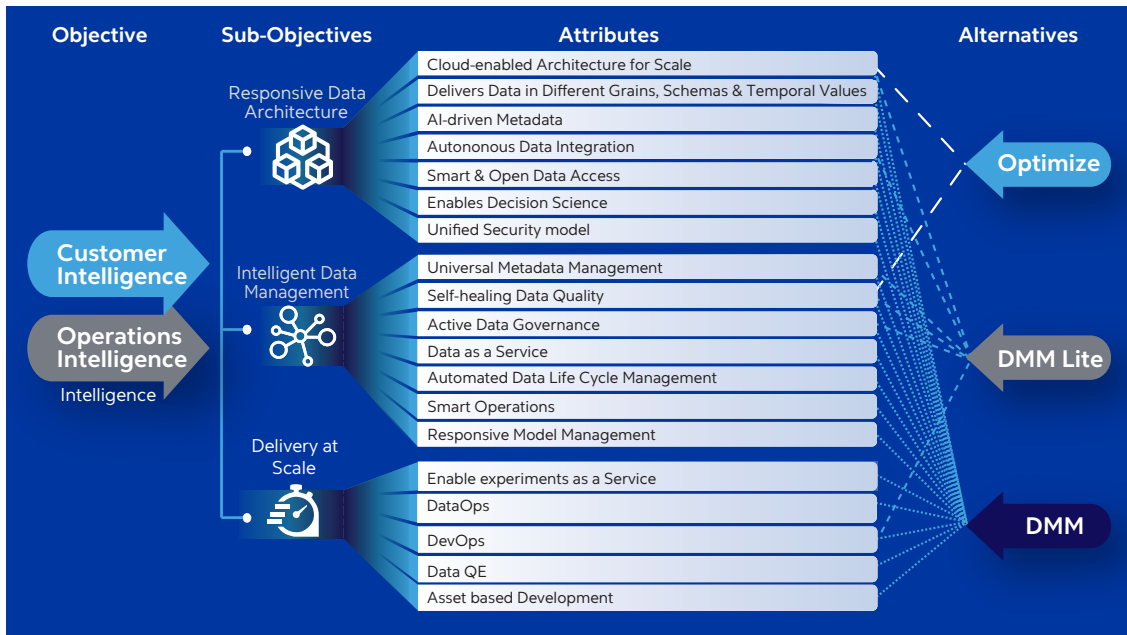 Objective
Sub-Objectives
Attributes
Alternatives
Customer
Intelligence
Operations
Intelligence
Intelligence
Responsive Data
Architecture
Cloud-enabled Architecture for Scale
Delivers Data in Different Grains, Schemas & Temporal Values
AI-driven Metadata
Autononous Data Integration
Smart & Open Data Access
Enables Decision Science
Unified Security model
Intelligent Data
Management
Universal Metadata Management
Self-healing Data Quality
Active Data Governance
Data as a Service
Automated Data Life Cycle Management
Smart Operations
Responsive Model Management
Delivery at
Scale
Enable experiments as a Service
DataOps
DevOps
Data QE
Asset based Development
Optimize
DMM Lite
DMM